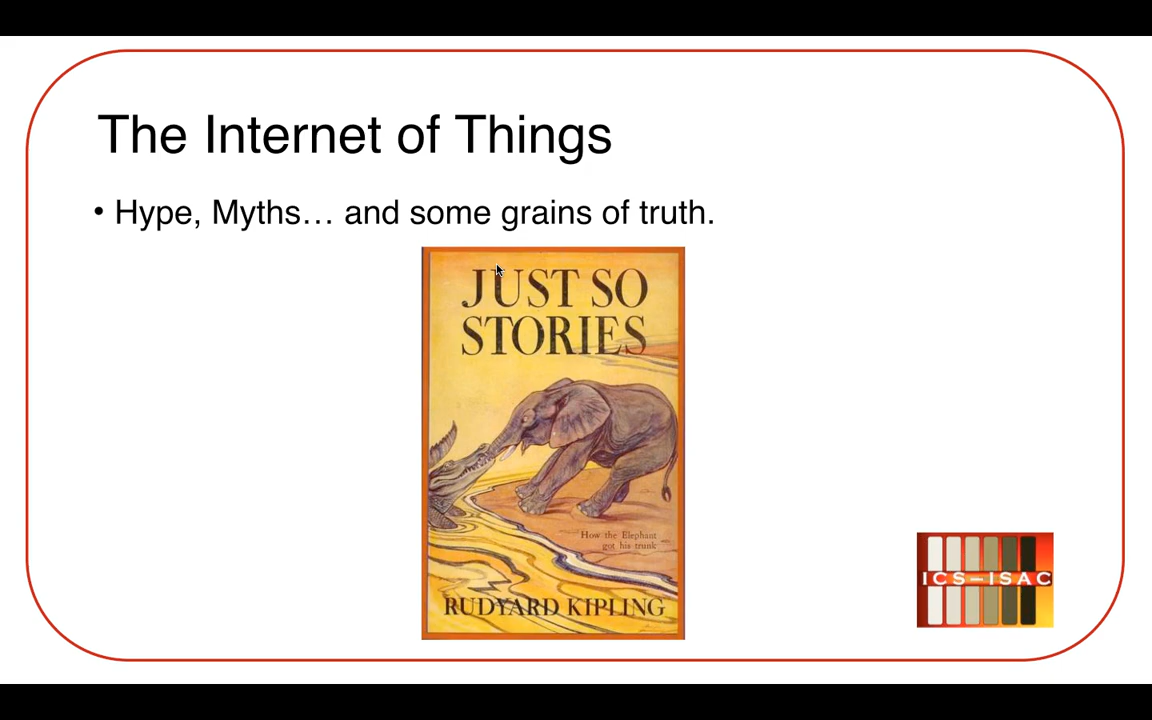 The Internet of Things
• Hype, Myths… and some grains of truth.
JUST SO
STORIES
How the Elephant
got his trunk
RUDYARD KIPLING
ICS-ISAC